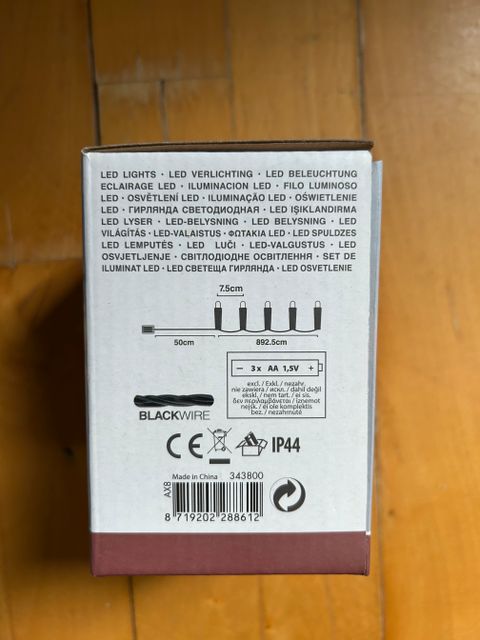 LED LIGHTS · LED VERLICHTING · LED BELEUCHTUNG
ECLAIRAGE LED · ILUMINACION LED · FILO LUMINOSO
LED · OSVĚTLENÍ LED · ILUMINAÇÃO LED · OŚWIETLENIE
LED · ГИРЛЯНДА СВЕТОДИОДНАЯ · LED IŞIKLANDIRMA
LED LYSER · LED-BELYSNING · LED BELYSNING · LED
VILÁGÍTÁS · LED-VALAISTUS · ΦΩΤΑΚΙΑ LED · LED SPULDZES
LED LEMPUTĖS · LED LUČI · LED-VALGUSTUS · LED
OSVJETLJENJE · СВІТЛОДІОДНЕ ОСВІТЛЕННЯ · SET DE
ILUMINAT LED · LED СВЕТЕЩА ГИРЛЯНДА · LED OSVETLENIE
7.5cm
50cm
892.5cm
− 3x AA 1,5V +
excl. / Exkl. / nezahr.
nie zawiera / искл. / dahil değil
ekskl. / nem tart. / ei sis.
δεν περιλαμβάνεται / iznemot
nejsk. / ei ole komplektis
bez. / nezahrnuté
BLACKWIRE
CE
IP44
Made in China 343800
AX8
8 719202 288612